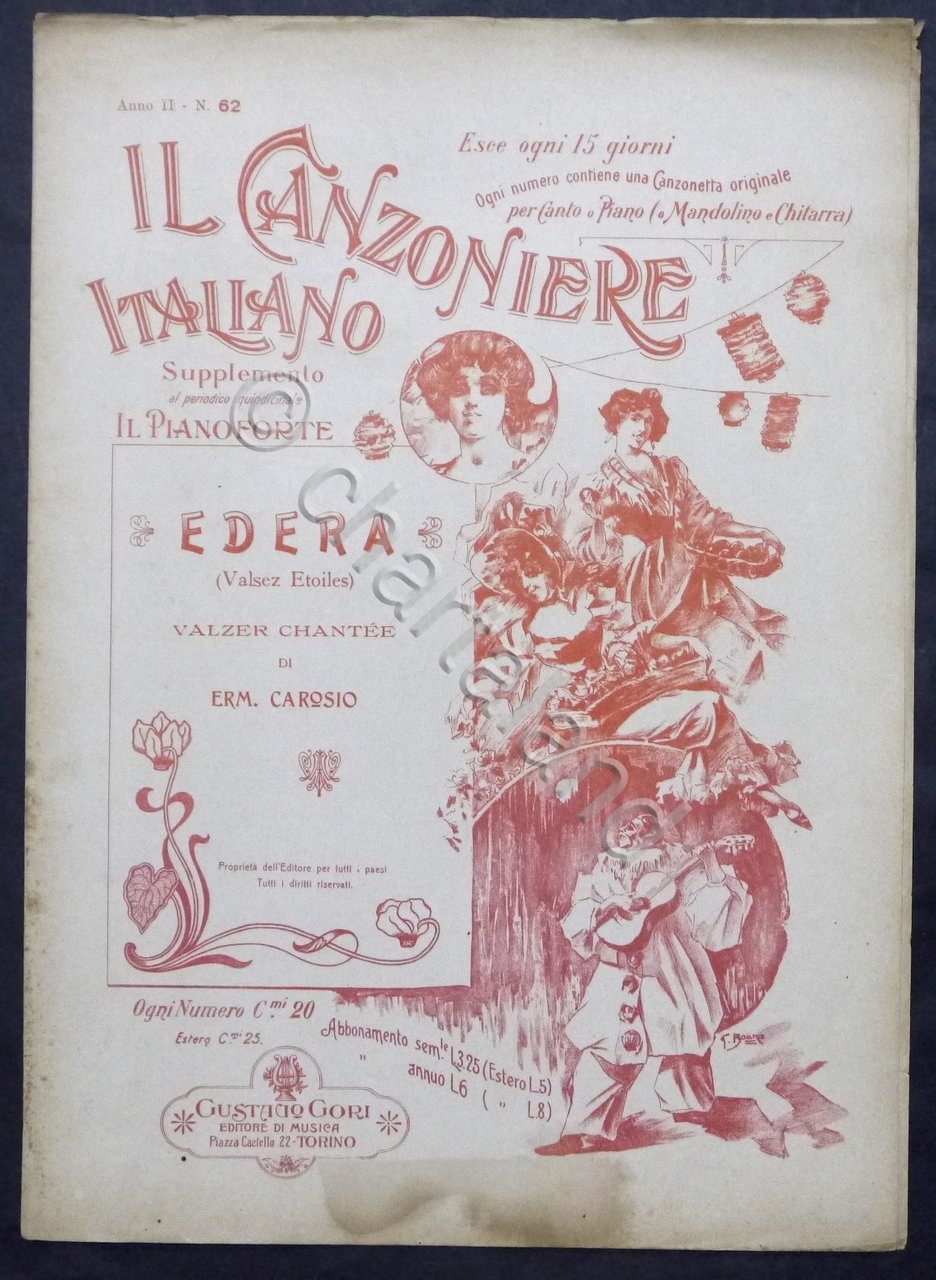 Anno II - N. 62
Esce ogni 15 giorni
Ogni numero contiene una Canzonetta originale
per Canto o Piano (o Mandolino e Chitarra)
IL CANZONIERE
ITALIANO
Supplemento
al periodico quindicinale
IL PIANOFORTE
EDERA
(Valsez Etoiles)
VALZER CHANTÊE
DI
ERM. CAROSIO
Proprietà dell'Editore per tutti i paesi
Tutti i diritti riservati.
Ogni Numero C.mi 20
Estero C.mi 25.
Abbonamento sem.le L.3.25 (Estero L.5)
" annuo L.6 ( " L.8)
GUSTAVO GORI
EDITORE DI MUSICA
Piazza Castello 22-TORINO
© chartaland